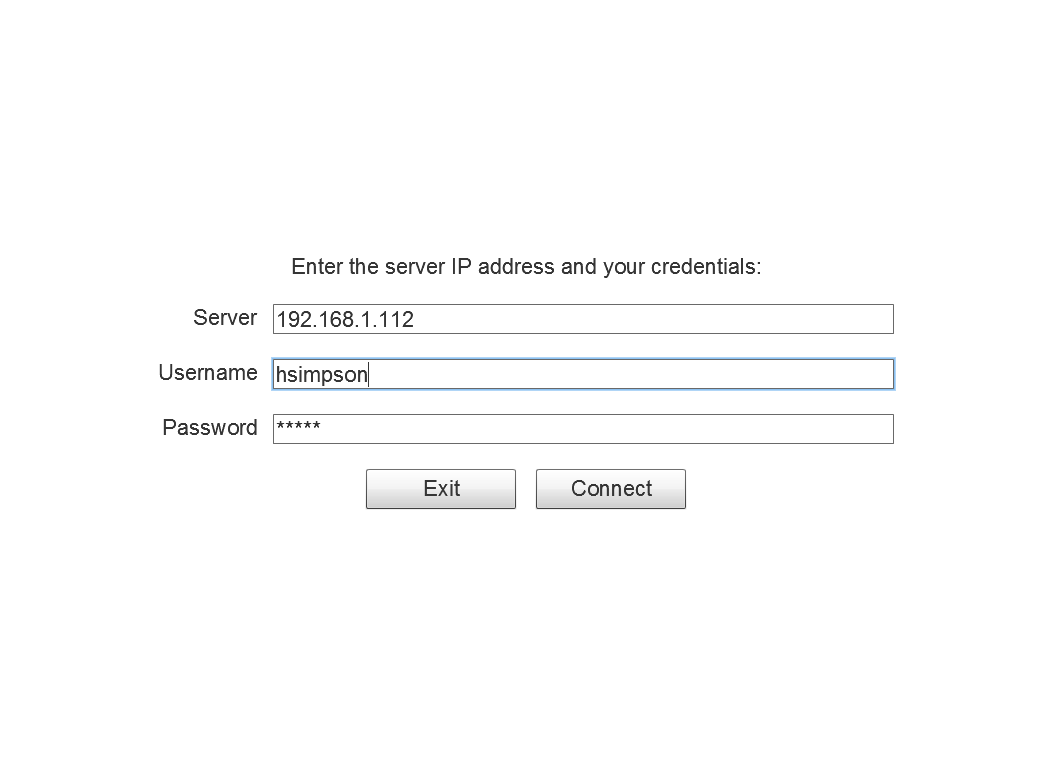 Enter the server IP address and your credentials:
Server 192.168.1.112
Username hsimpson
Password *****
Exit Connect